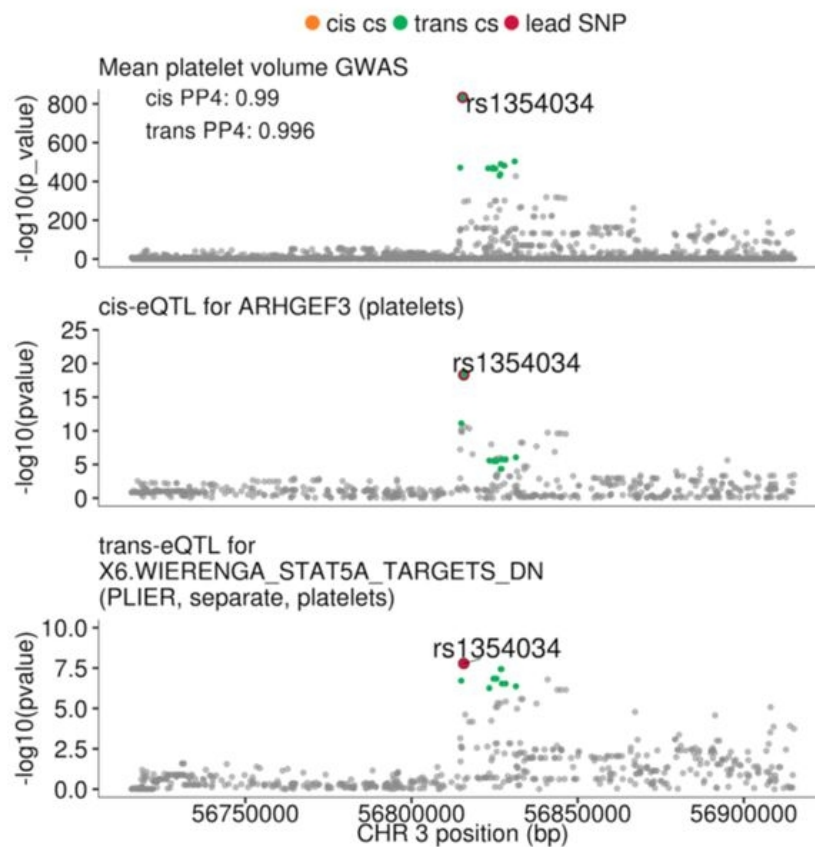 cis cs trans cs lead SNP
Mean platelet volume GWAS
cis PP4: 0.99
trans PP4: 0.996
rs1354034
-log10(p_value)
800
600
400
200
0
cis-eQTL for ARHGEF3 (platelets)
rs1354034
-log10(pvalue)
25
20
15
10
5
0
trans-eQTL for
X6.WIERENGA_STAT5A_TARGETS_DN
(PLIER, separate, platelets)
rs1354034
-log10(pvalue)
10.0
7.5
5.0
2.5
0.0
56750000 56800000 56850000 56900000
CHR 3 position (bp)